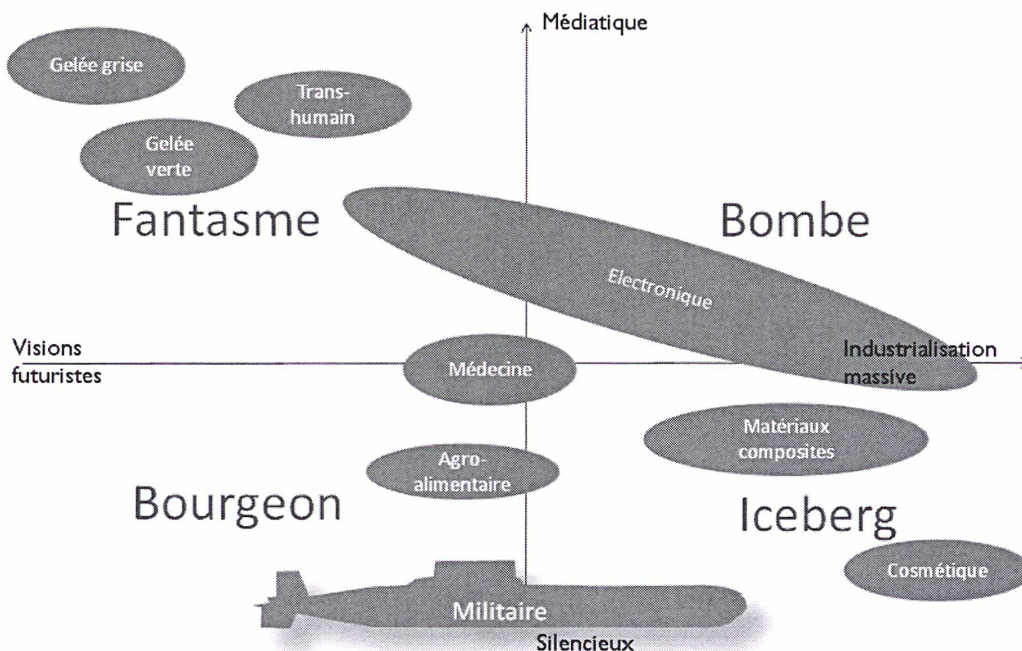 Médiatique
Gelée grise
Trans-
humain
Gelée
verte
Fantasme
Bombe
Electronique
Visions
futuristes
Médecine
Industrialisation
massive
Matériaux
composites
Agro-
alimentaire
Bourgeon
Iceberg
Cosmétique
Militaire
Silencieux